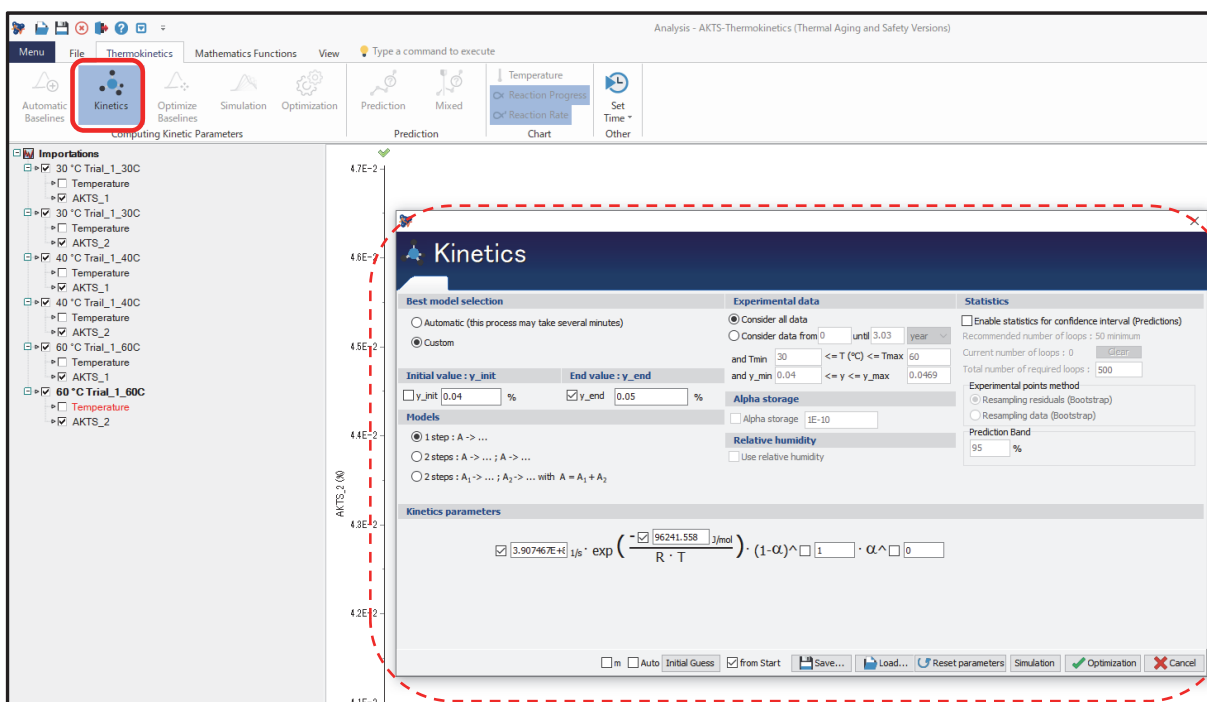 Analysis - AKTS-Thermokinetics (Thermal Aging and Safety Versions)
Menu File Thermokinetics Mathematics Functions View Type a command to execute
Automatic Baselines
Kinetics
Optimize Baselines
Simulation
Optimization
Computing Kinetic Parameters
Prediction
Mixed
Prediction
Temperature
α Reaction Progress
α' Reaction Rate
Chart
Set Time
Other
Importations
30 °C Trial_1_30C
Temperature
AKTS_1
30 °C Trial_1_30C
Temperature
AKTS_2
40 °C Trail_1_40C
Temperature
AKTS_1
40 °C Trail_1_40C
Temperature
AKTS_2
60 °C Trial_1_60C
Temperature
AKTS_1
60 °C Trial_1_60C
Temperature
AKTS_2
4.7E-2
4.6E-2
4.5E-2
4.4E-2
4.3E-2
4.2E-2
4.1E-2
AKTS_2 (%)
Kinetics
Best model selection
Automatic (this process may take several minutes)
Custom
Initial value : y_init
y_init 0.04 %
End value : y_end
y_end 0.05 %
Models
1 step : A -> ...
2 steps : A -> ... ; A -> ...
2 steps : A₁-> ... ; A₂-> ... with A = A₁ + A₂
Experimental data
Consider all data
Consider data from 0 until 3.03 year
and Tmin 30 <= T (°C) <= Tmax 60
and y_min 0.04 <= y <= y_max 0.0469
Alpha storage
Alpha storage 1E-10
Relative humidity
Use relative humidity
Statistics
Enable statistics for confidence interval (Predictions)
Recommended number of loops : 50 minimum
Current number of loops : 0 Clear
Total number of required loops : 500
Experimental points method
Resampling residuals (Bootstrap)
Resampling data (Bootstrap)
Prediction Band
95 %
Kinetics parameters
3.907467E+ 1/s · exp ( - 96241.558 J/mol / R · T ) · (1-α)^ 1 · α^ 0
m Auto Initial Guess from Start Save... Load... Reset parameters Simulation Optimization Cancel